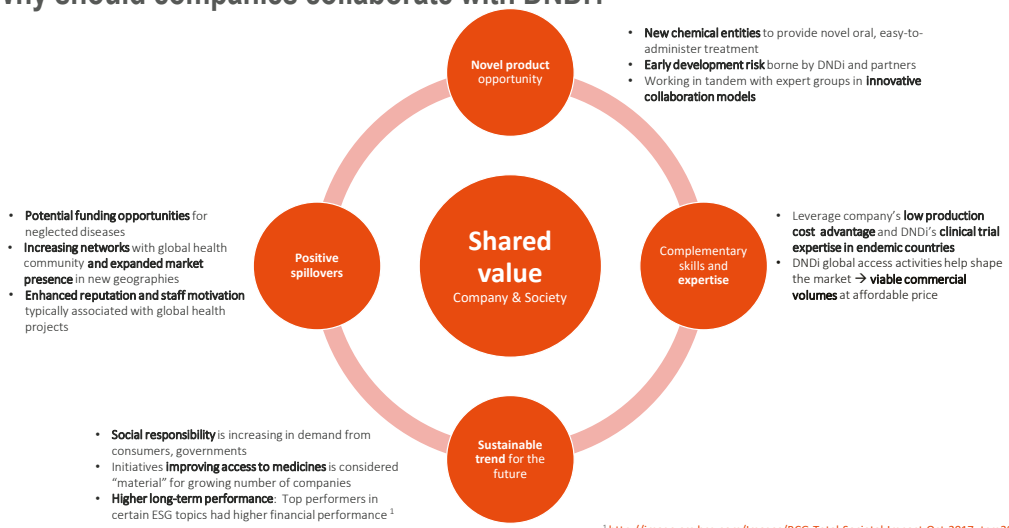 why should companies collaborate with DNDi?
Novel product
opportunity
• New chemical entities to provide novel oral, easy-to-
administer treatment
• Early development risk borne by DNDi and partners
• Working in tandem with expert groups in innovative
collaboration models
• Potential funding opportunities for
neglected diseases
• Increasing networks with global health
community and expanded market
presence in new geographies
• Enhanced reputation and staff motivation
typically associated with global health
projects
Positive
spillovers
Shared
value
Company & Society
Complementary
skills and
expertise
• Leverage company's low production
cost advantage and DNDi's clinical trial
expertise in endemic countries
• DNDi global access activities help shape
the market → viable commercial
volumes at affordable price
• Social responsibility is increasing in demand from
consumers, governments
• Initiatives improving access to medicines is considered
"material" for growing number of companies
• Higher long-term performance: Top performers in
certain ESG topics had higher financial performance 1
Sustainable
trend for the
future